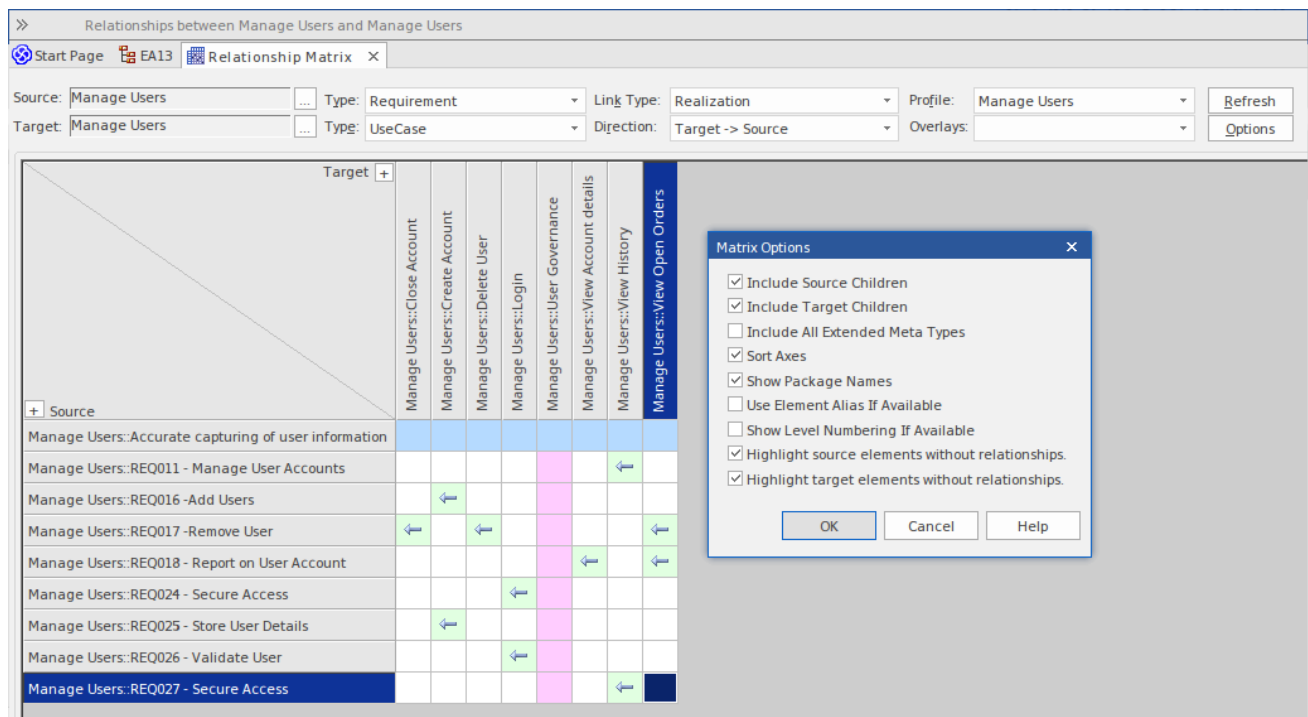 Relationships between Manage Users and Manage Users
Start Page EA13 Relationship Matrix X
Source: Manage Users ... Type: Requirement Link Type: Realization Profile: Manage Users Refresh
Target: Manage Users ... Type: UseCase Direction: Target -> Source Overlays: Options
Target +
Manage Users::Close Account
Manage Users::Create Account
Manage Users::Delete User
Manage Users::Login
Manage Users::User Governance
Manage Users::View Account details
Manage Users::View History
Manage Users::View Open Orders
+ Source
Manage Users::Accurate capturing of user information
Manage Users::REQ011 - Manage User Accounts
Manage Users::REQ016 -Add Users
Manage Users::REQ017 -Remove User
Manage Users::REQ018 - Report on User Account
Manage Users::REQ024 - Secure Access
Manage Users::REQ025 - Store User Details
Manage Users::REQ026 - Validate User
Manage Users::REQ027 - Secure Access
Matrix Options
Include Source Children
Include Target Children
Include All Extended Meta Types
Sort Axes
Show Package Names
Use Element Alias If Available
Show Level Numbering If Available
Highlight source elements without relationships.
Highlight target elements without relationships.
OK Cancel Help